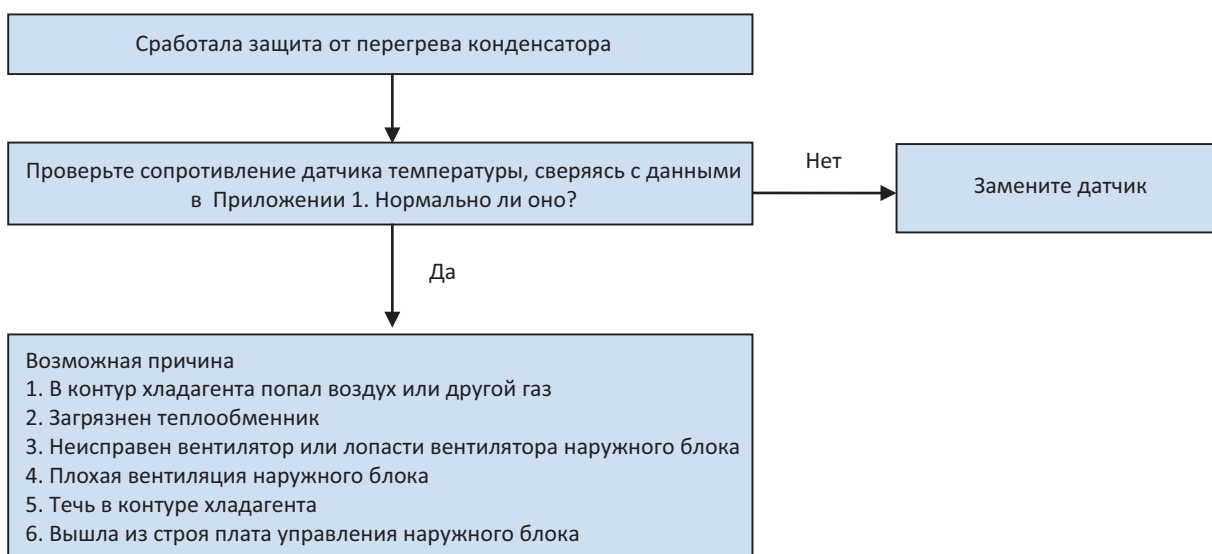 Сработала защита от перегрева конденсатора
Проверьте сопротивление датчика температуры, сверяясь с данными
в Приложении 1. Нормально ли оно?
Нет
Замените датчик
Да
Возможная причина
1. В контур хладагента попал воздух или другой газ
2. Загрязнен теплообменник
3. Неисправен вентилятор или лопасти вентилятора наружного блока
4. Плохая вентиляция наружного блока
5. Течь в контуре хладагента
6. Вышла из строя плата управления наружного блока